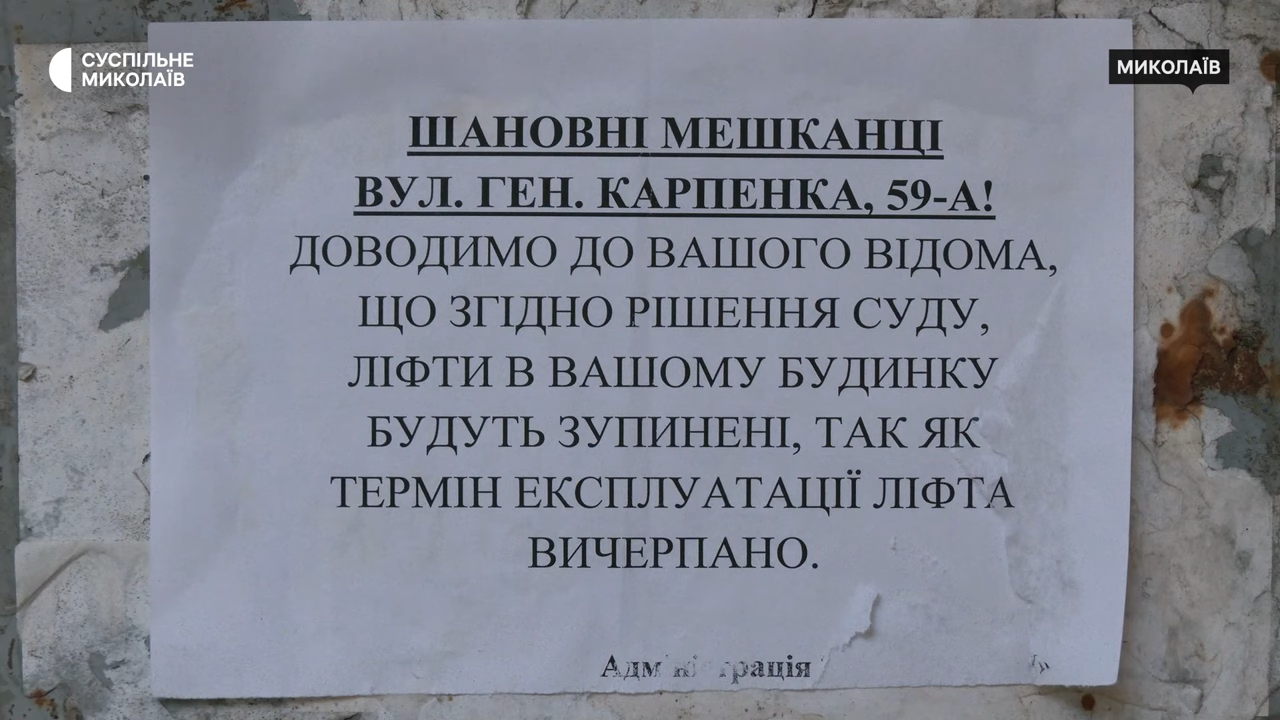 СУСПІЛЬНЕ
МИКОЛАЇВ
МИКОЛАЇВ
ШАНОВНІ МЕШКАНЦІ
ВУЛ. ГЕН. КАРПЕНКА, 59-А!
ДОВОДИМО ДО ВАШОГО ВІДОМА,
ЩО ЗГІДНО РІШЕННЯ СУДУ,
ЛІФТИ В ВАШОМУ БУДИНКУ
БУДУТЬ ЗУПИНЕНІ, ТАК ЯК
ТЕРМІН ЕКСПЛУАТАЦІЇ ЛІФТА
ВИЧЕРПАНО.
Адміністрація